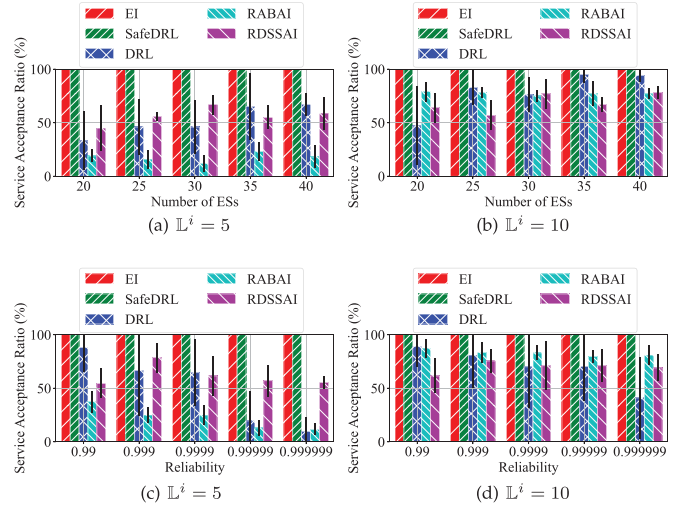 EI RABAI
SafeDRL RDSSAI
DRL
Service Acceptance Ratio (%)
100
50
0
20 25 30 35 40
Number of ESs
(a) 𝕃^i = 5
EI RABAI
SafeDRL RDSSAI
DRL
Service Acceptance Ratio (%)
100
50
0
20 25 30 35 40
Number of ESs
(b) 𝕃^i = 10
EI RABAI
SafeDRL RDSSAI
DRL
Service Acceptance Ratio (%)
100
50
0
0.99 0.999 0.9999 0.99999 0.999999
Reliability
(c) 𝕃^i = 5
EI RABAI
SafeDRL RDSSAI
DRL
Service Acceptance Ratio (%)
100
50
0
0.99 0.999 0.9999 0.99999 0.999999
Reliability
(d) 𝕃^i = 10